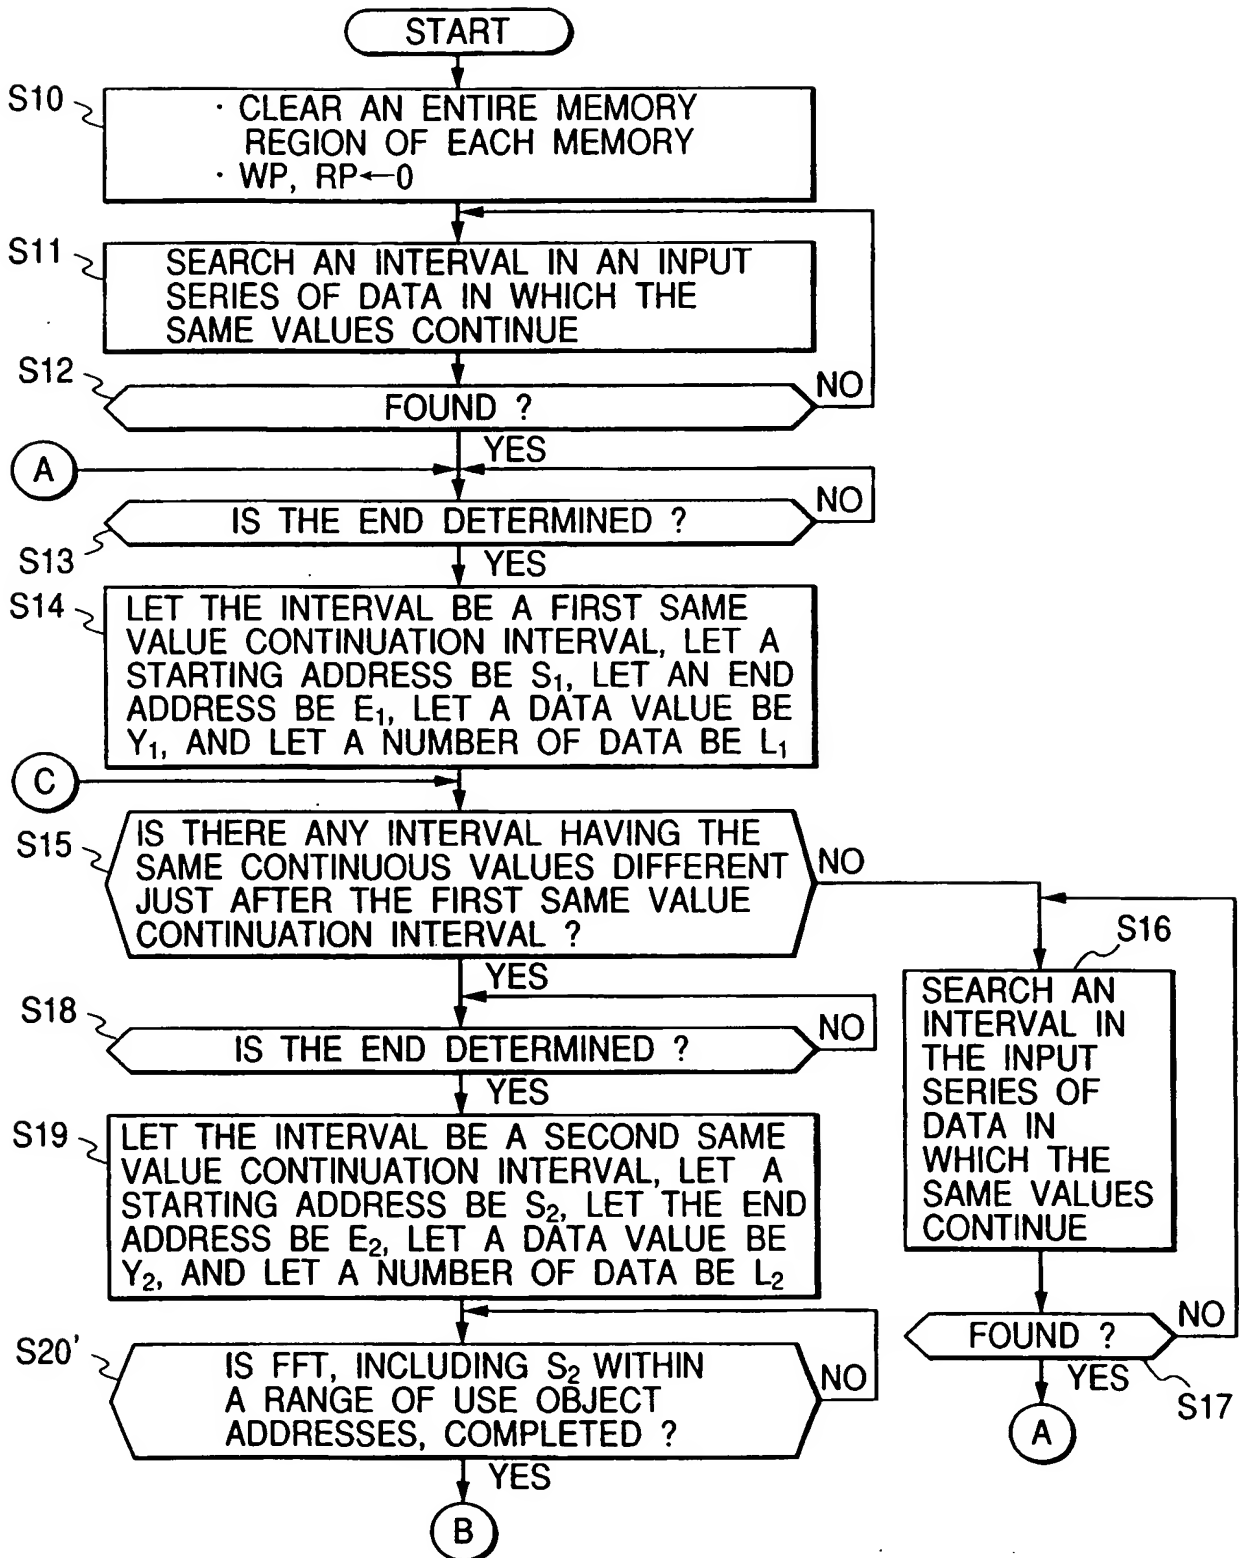 START
S10
· CLEAR AN ENTIRE MEMORY
REGION OF EACH MEMORY
· WP, RP←0
S11
SEARCH AN INTERVAL IN AN INPUT
SERIES OF DATA IN WHICH THE
SAME VALUES CONTINUE
S12
FOUND ?
NO
YES
A
IS THE END DETERMINED ?
NO
S13
YES
S14
LET THE INTERVAL BE A FIRST SAME
VALUE CONTINUATION INTERVAL, LET A
STARTING ADDRESS BE S₁, LET AN END
ADDRESS BE E₁, LET A DATA VALUE BE
Y₁, AND LET A NUMBER OF DATA BE L₁
C
S15
IS THERE ANY INTERVAL HAVING THE
SAME CONTINUOUS VALUES DIFFERENT
JUST AFTER THE FIRST SAME VALUE
CONTINUATION INTERVAL ?
NO
YES
S16
SEARCH AN
INTERVAL IN
THE INPUT
SERIES OF
DATA IN
WHICH THE
SAME VALUES
CONTINUE
S18
IS THE END DETERMINED ?
NO
YES
S19
LET THE INTERVAL BE A SECOND SAME
VALUE CONTINUATION INTERVAL, LET A
STARTING ADDRESS BE S₂, LET THE END
ADDRESS BE E₂, LET A DATA VALUE BE
Y₂, AND LET A NUMBER OF DATA BE L₂
FOUND ?
NO
YES
S17
A
S20'
IS FFT, INCLUDING S₂ WITHIN
A RANGE OF USE OBJECT
ADDRESSES, COMPLETED ?
NO
YES
B